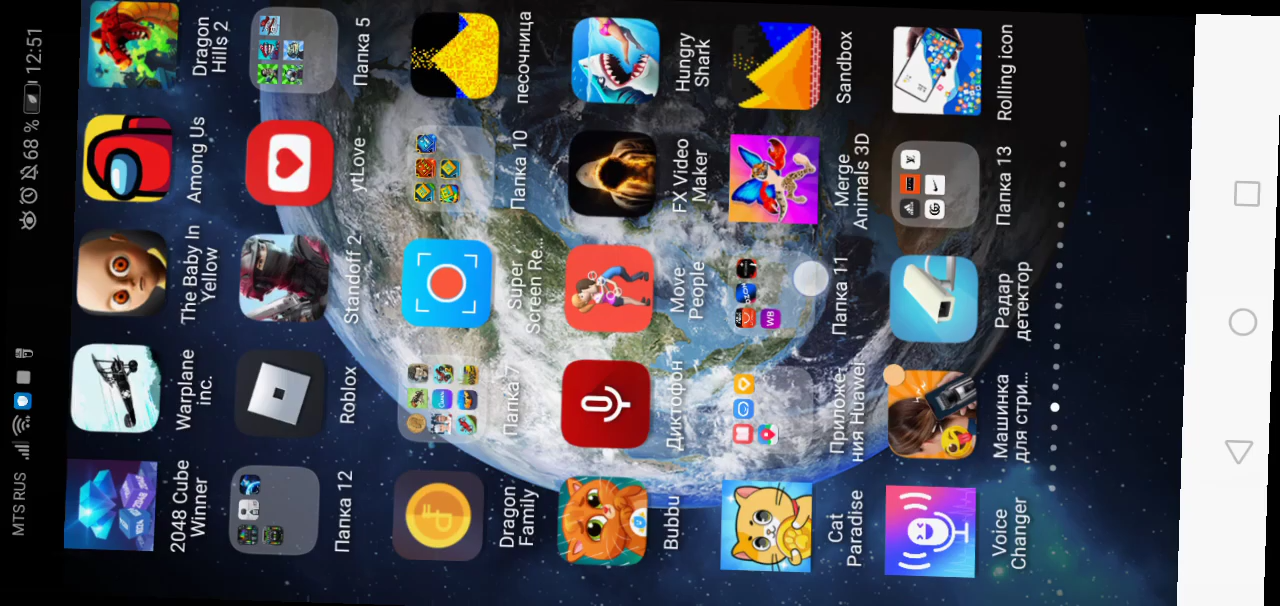 MTS RUS 68 % 12:51
2048 Cube
Winner
Warplane
inc.
The Baby In
Yellow
Among Us
Dragon
Hills 2
Папка 12
Roblox
Standoff 2
ytLove
Папка 5
Dragon
Family
Папка 7
Super
Screen Re...
Папка 10
песочница
Bubbu
Диктофон
Move
People
FX Video
Maker
Hungry
Shark
Cat
Paradise
Приложе-
ния Huawei
WB
Папка 11
Merge
Animals 3D
Sandbox
Voice
Changer
Машинка
для стри...
Радар
детектор
Папка 13
Rolling icon